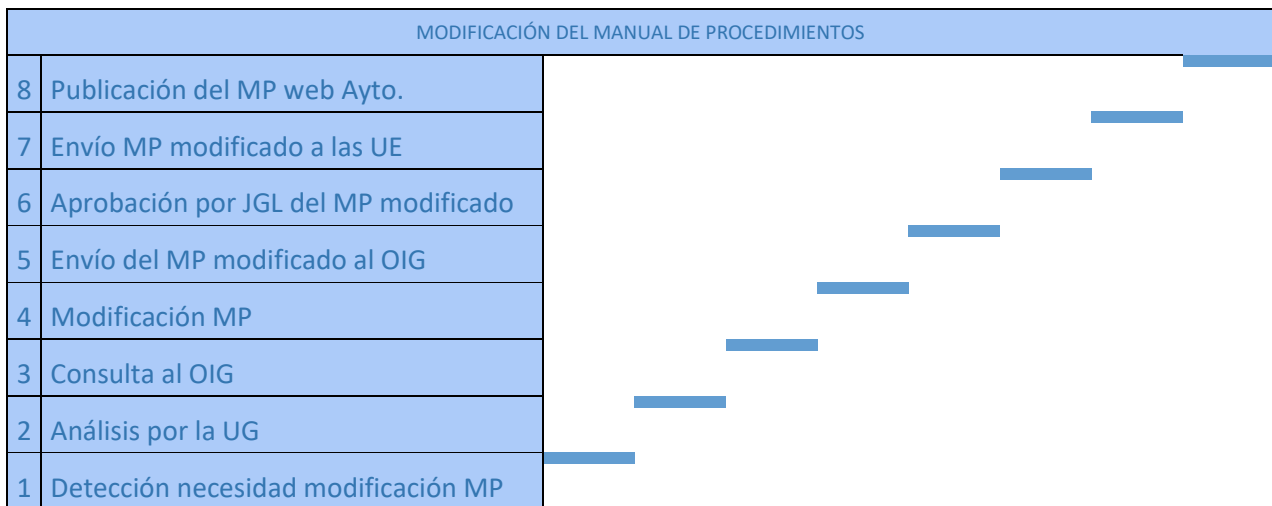 MODIFICACIÓN DEL MANUAL DE PROCEDIMIENTOS
8 Publicación del MP web Ayto.
7 Envío MP modificado a las UE
6 Aprobación por JGL del MP modificado
5 Envío del MP modificado al OIG
4 Modificación MP
3 Consulta al OIG
2 Análisis por la UG
1 Detección necesidad modificación MP